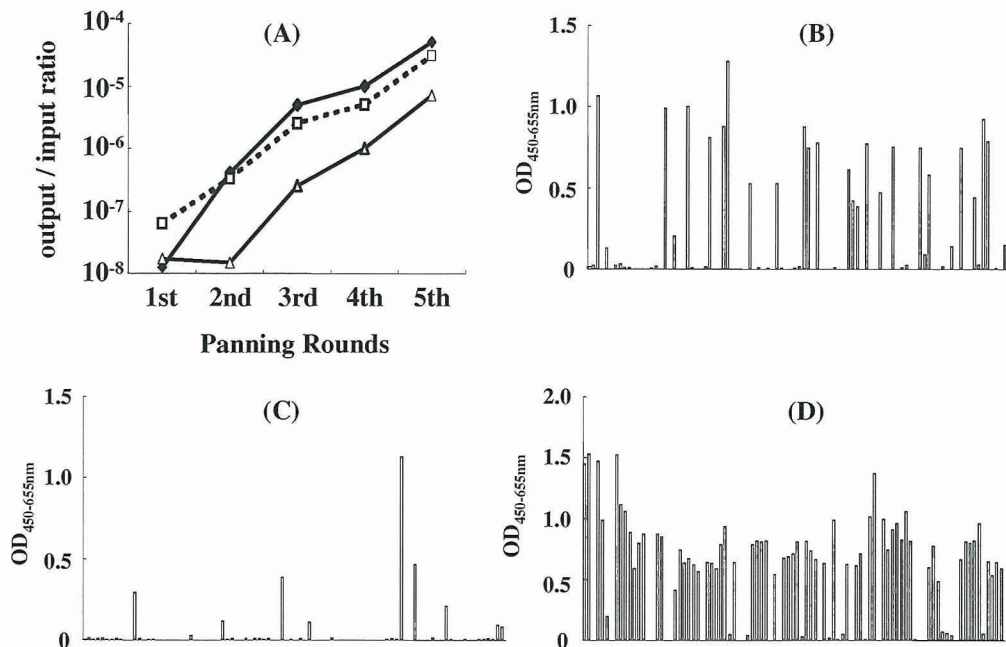 (A)
output / input ratio
10-4
10-5
10-6
10-7
10-8
1st 2nd 3rd 4th 5th
Panning Rounds
(B)
OD450-655nm
1.5
1.0
0.5
0
(C)
OD450-655nm
1.5
1.0
0.5
0
(D)
OD450-655nm
2.0
1.5
1.0
0.5
0